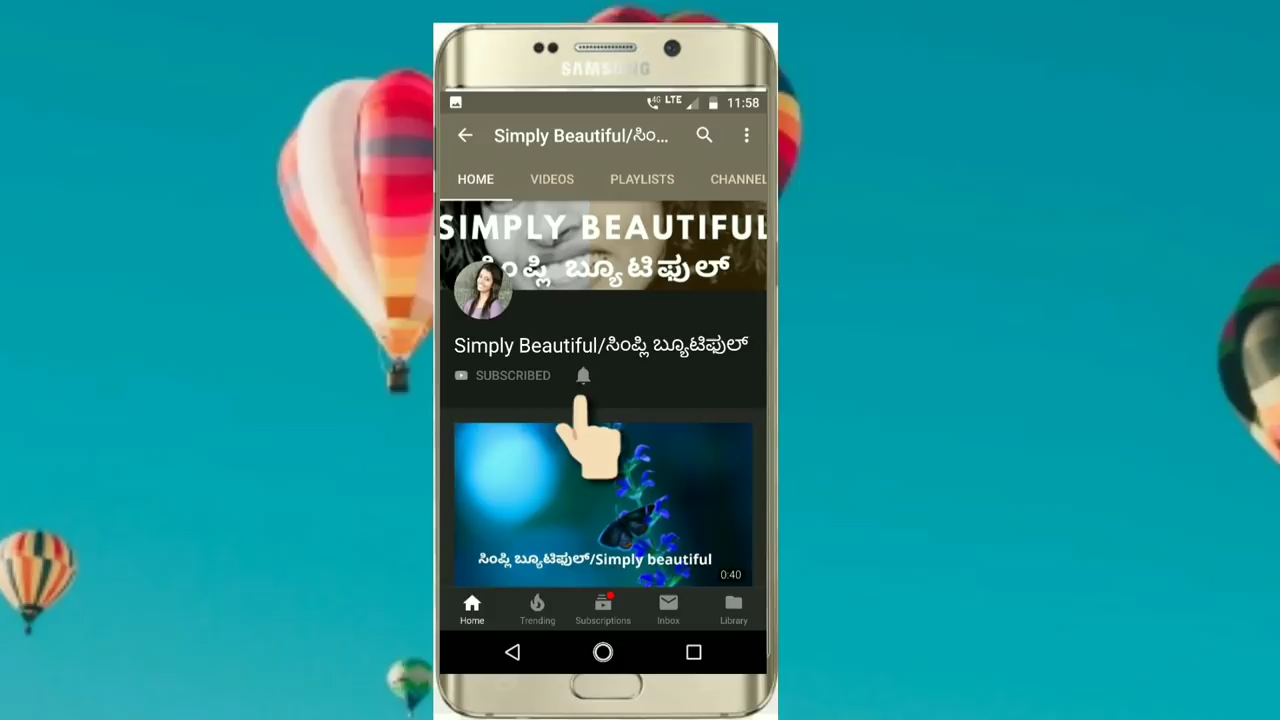 SAMSUNG
4G LTE 11:58
Simply Beautiful/ಸಿಂ...
HOME VIDEOS PLAYLISTS CHANNEL
SIMPLY BEAUTIFUL
ಸಿಂಪ್ಲಿ ಬ್ಯೂಟಿಫುಲ್
Simply Beautiful/ಸಿಂಪ್ಲಿ ಬ್ಯೂಟಿಫುಲ್
SUBSCRIBED
ಸಿಂಪ್ಲಿ ಬ್ಯೂಟಿಫುಲ್/Simply beautiful
0:40
Home Trending Subscriptions Inbox Library